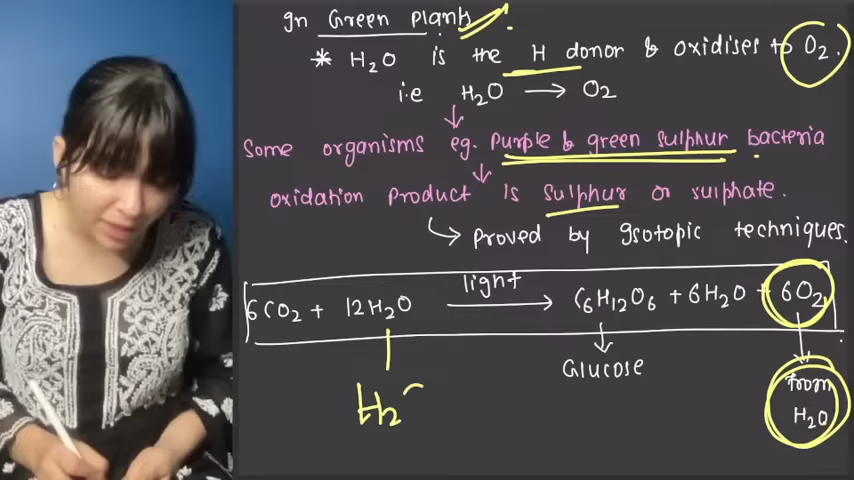 In Green plants
* H2O is the H donor & oxidises to O2.
i.e H2O → O2
Some organisms eg. purple & green sulphur bacteria
oxidation product is sulphur or sulphate.
↳ proved by Isotopic techniques.
6CO2 + 12H2O light → C6H12O6 + 6H2O + 6O2
Glucose
from
H2O
H2